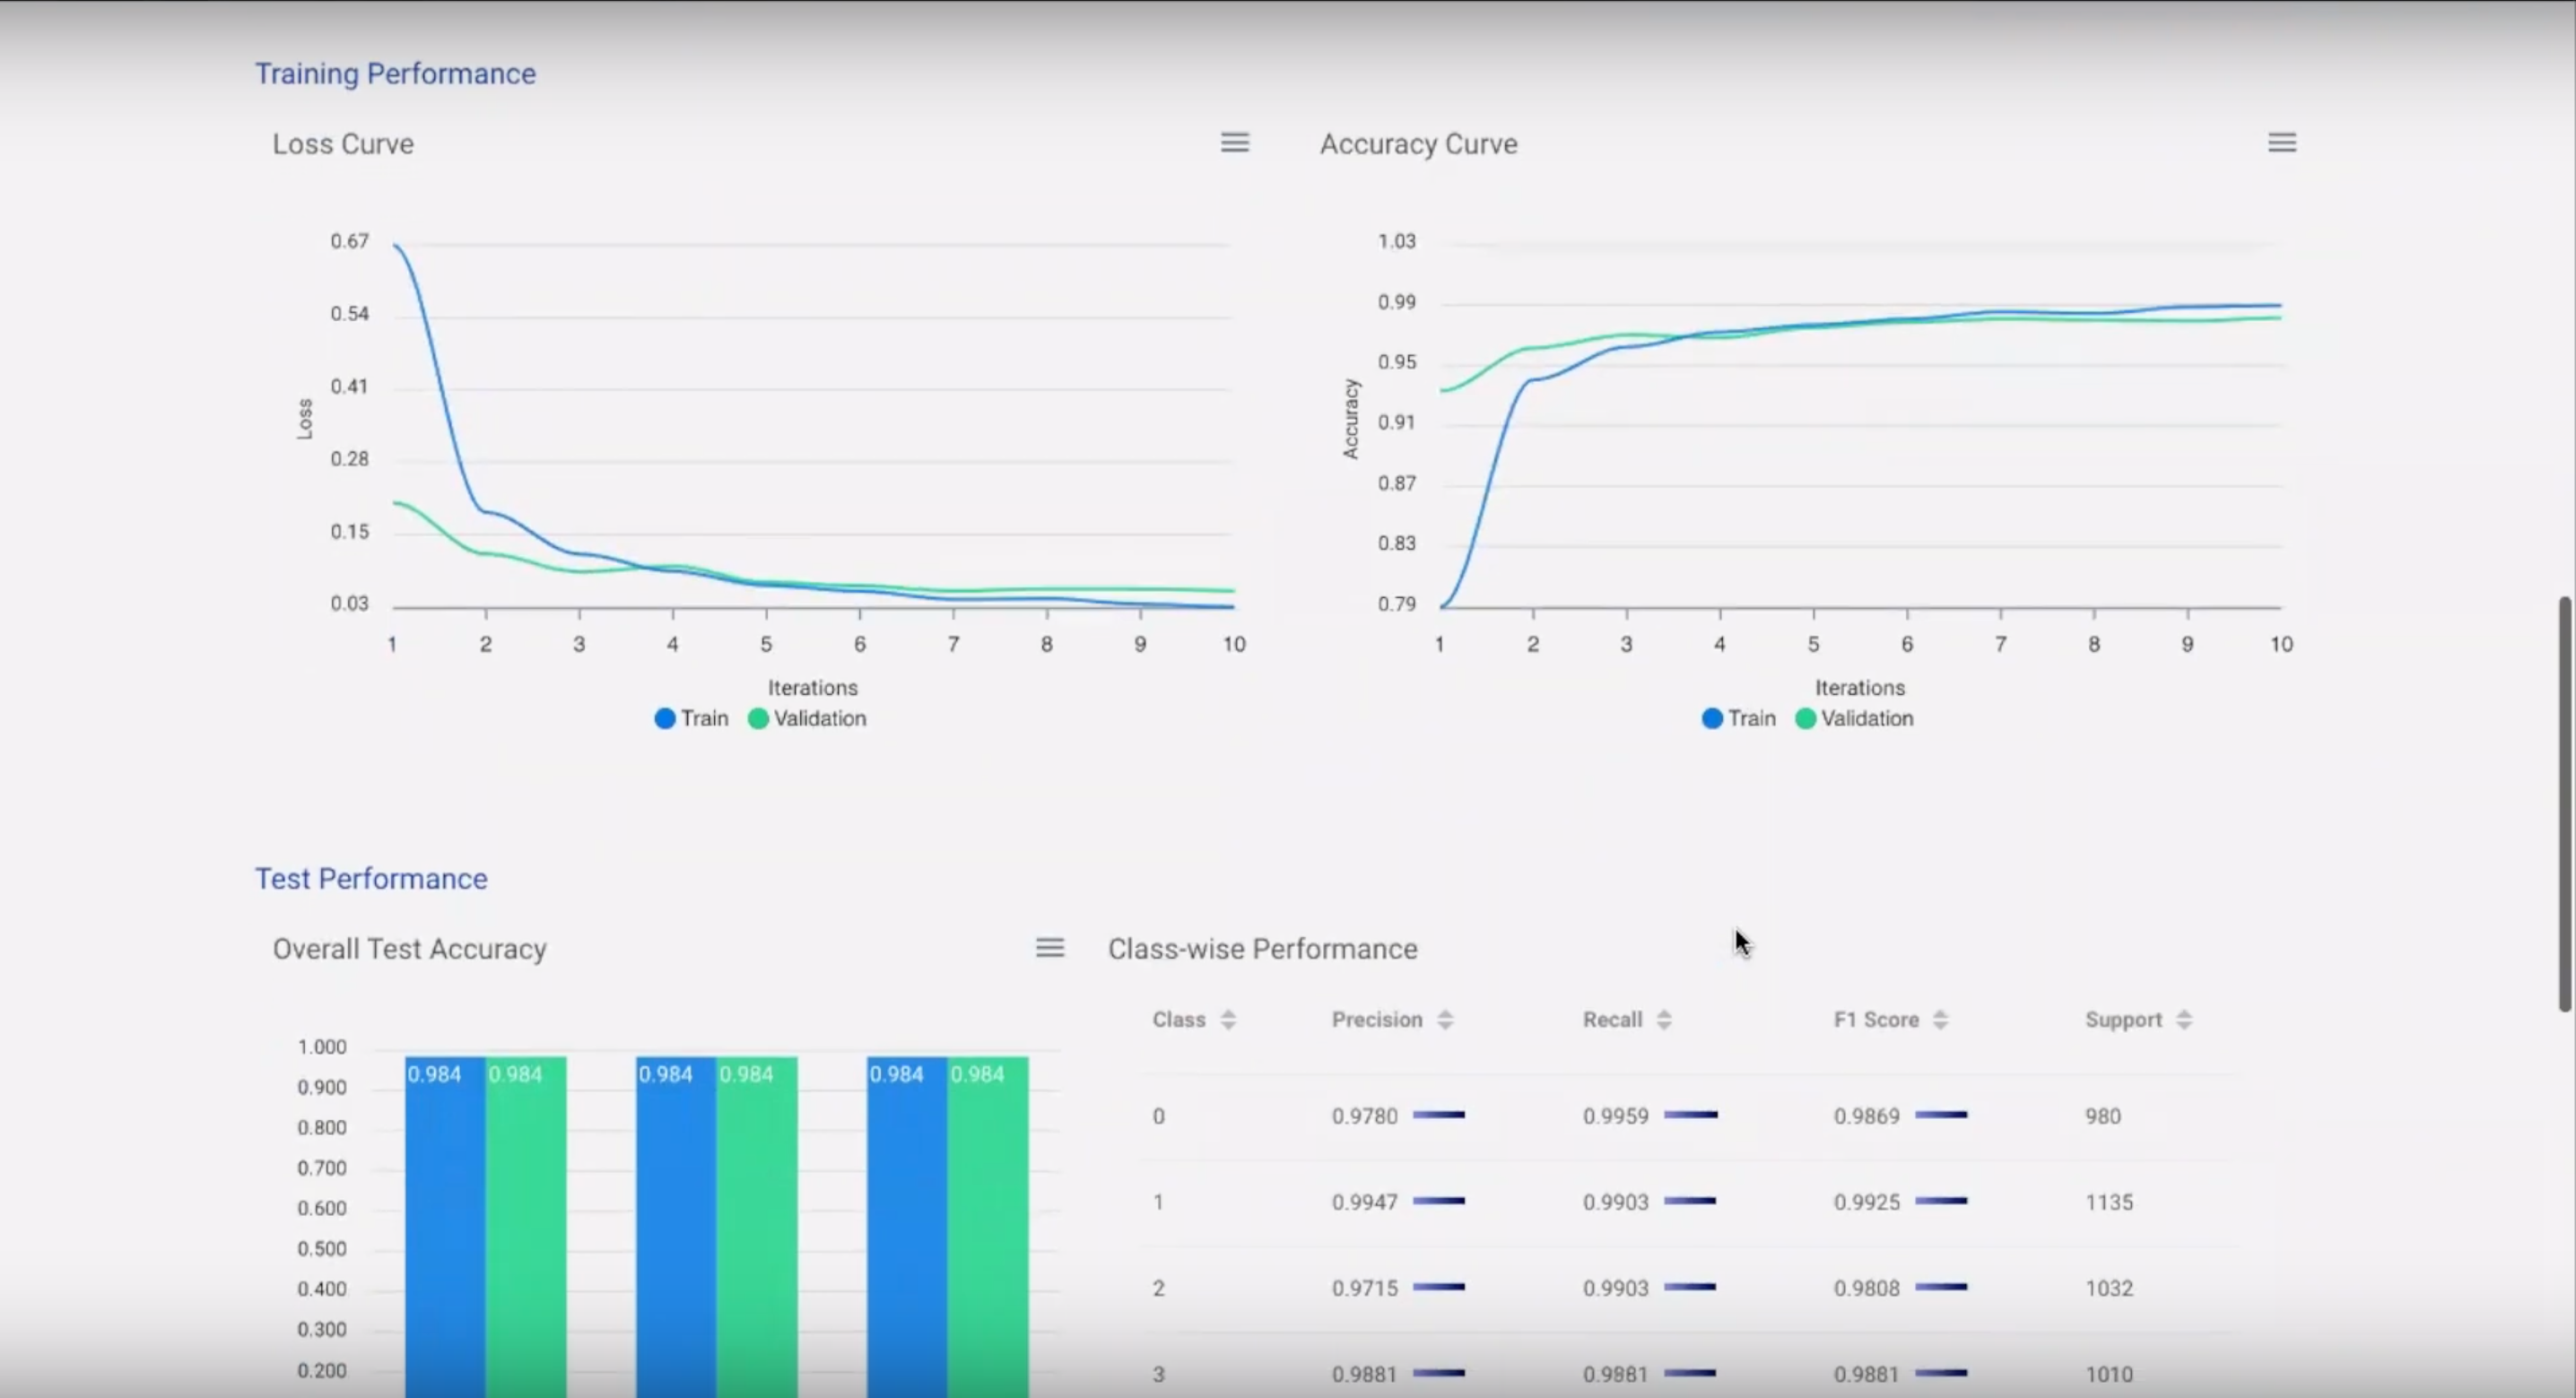 Training Performance
Loss Curve
0.67
0.54
0.41
0.28
0.15
0.03
Loss
1 2 3 4 5 6 7 8 9 10
Iterations
Train Validation
Accuracy Curve
1.03
0.99
0.95
0.91
0.87
0.83
0.79
Accuracy
1 2 3 4 5 6 7 8 9 10
Iterations
Train Validation
Test Performance
Overall Test Accuracy
1.000
0.900
0.800
0.700
0.600
0.500
0.400
0.300
0.200
0.984 0.984 0.984 0.984 0.984 0.984
Class-wise Performance
Class Precision Recall F1 Score Support
0 0.9780 0.9959 0.9869 980
1 0.9947 0.9903 0.9925 1135
2 0.9715 0.9903 0.9808 1032
3 0.9881 0.9881 0.9881 1010